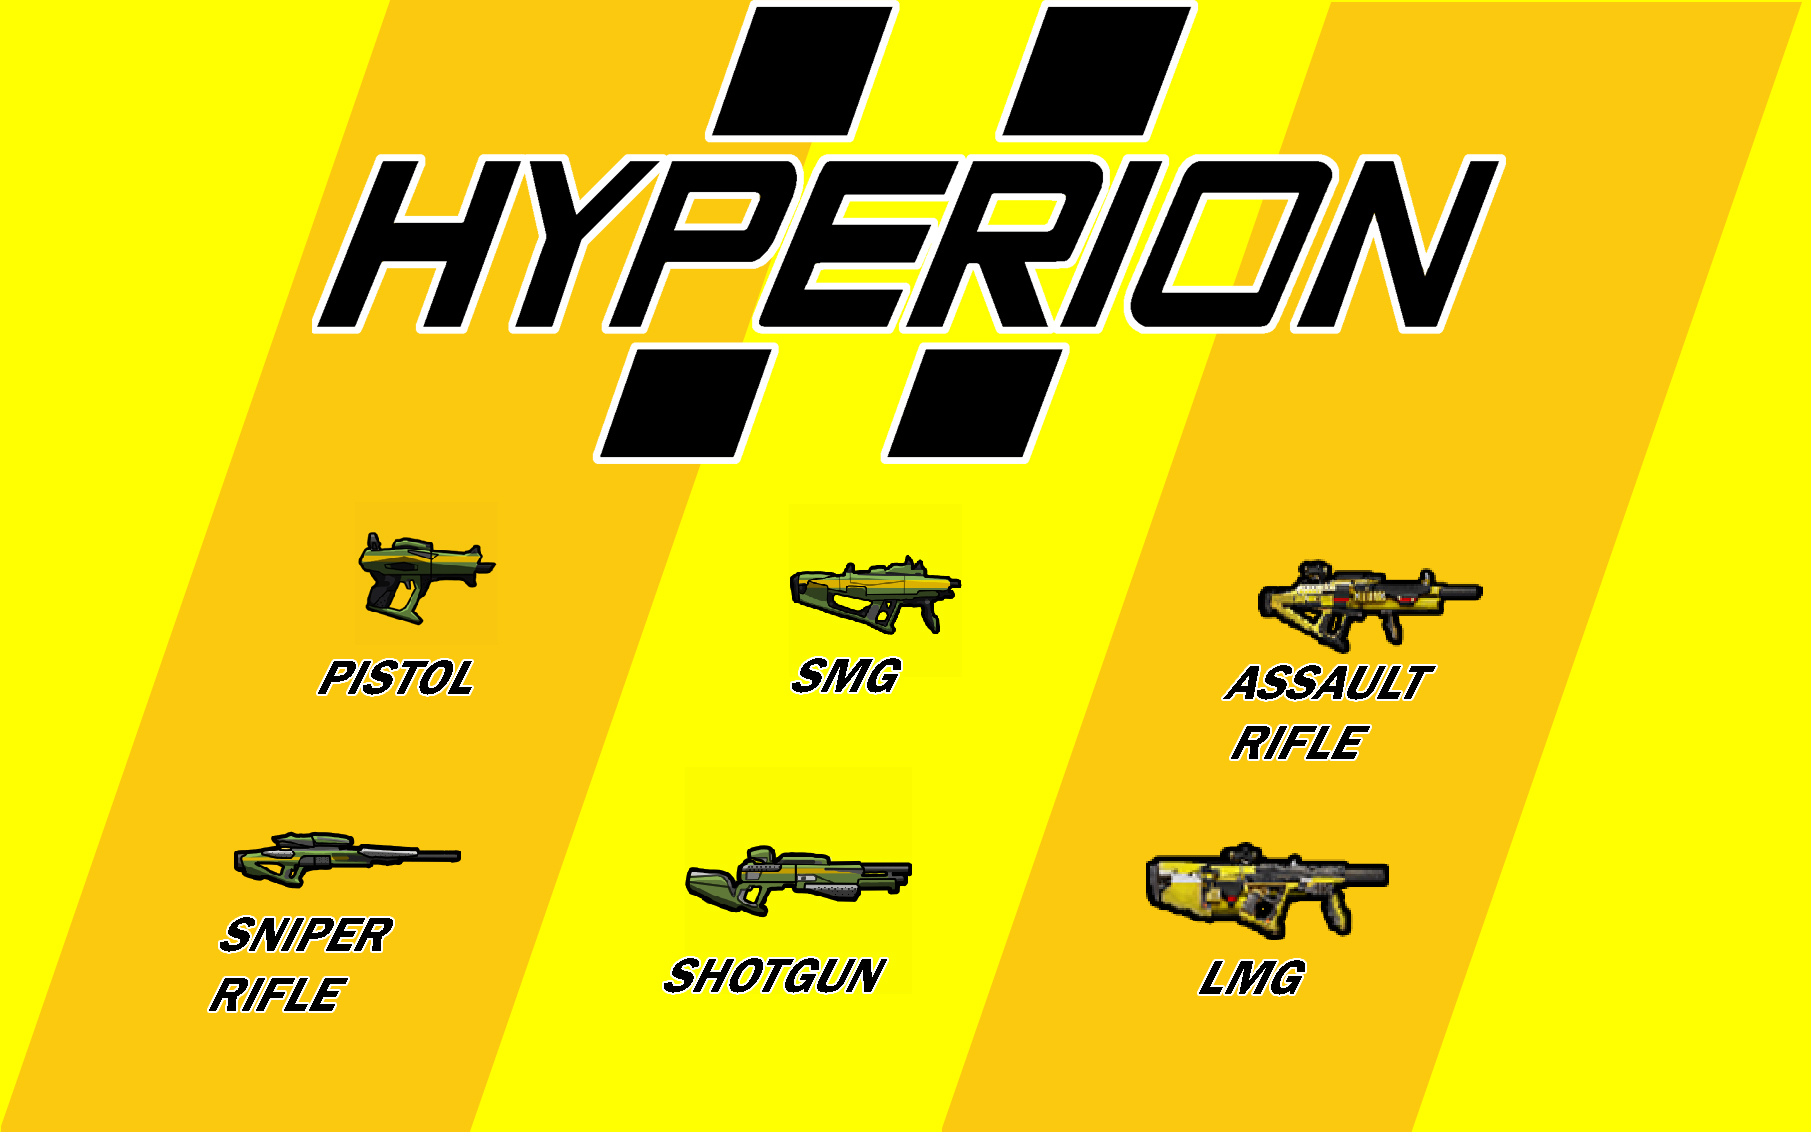 HYPERION
PISTOL
SMG
ASSAULT
RIFLE
SNIPER
RIFLE
SHOTGUN
LMG